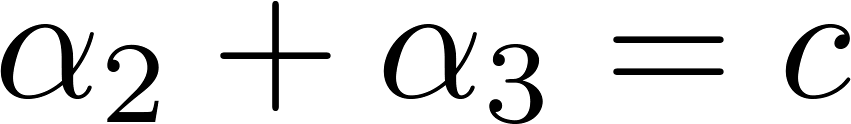 α₂ + α₃ = c